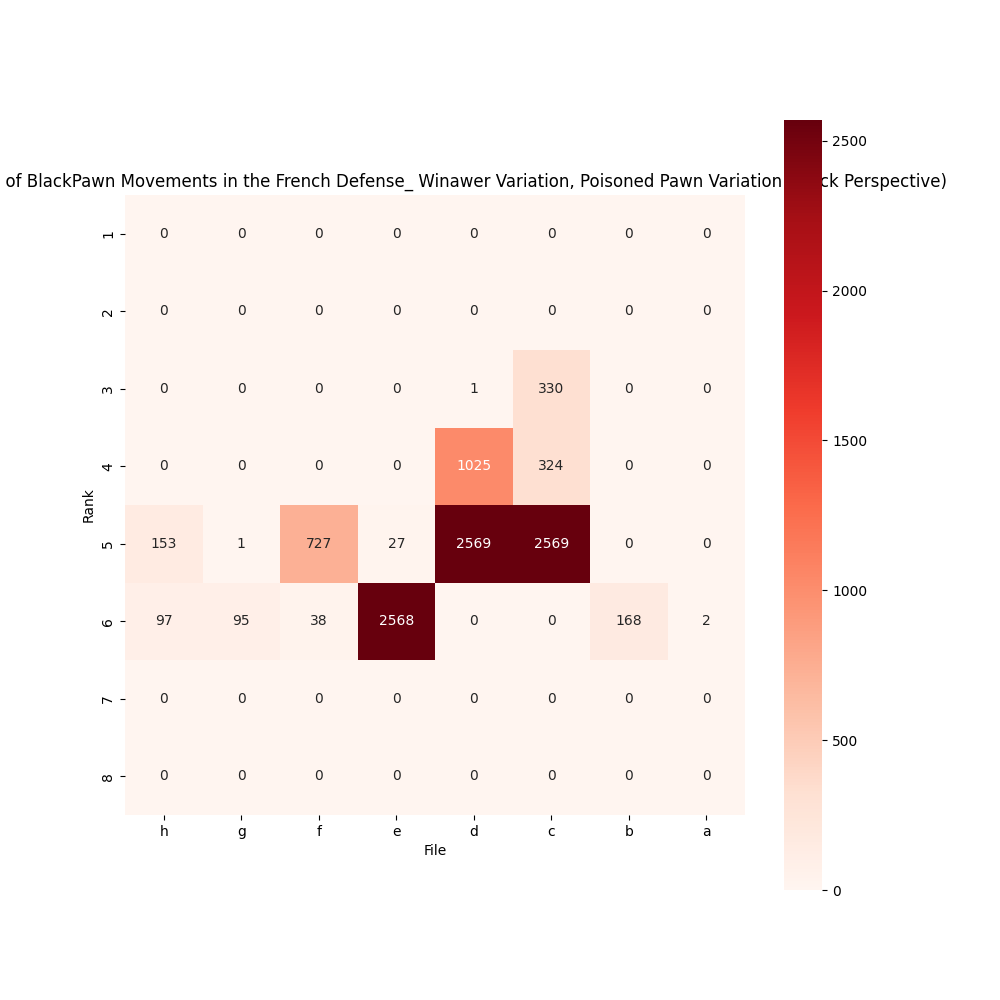 of BlackPawn Movements in the French Defense_ Winawer Variation, Poisoned Pawn Variation ck Perspective)
2500
2000
1500
1000
500
0
Rank
1 0 0 0 0 0 0 0 0
2 0 0 0 0 0 0 0 0
3 0 0 0 0 1 330 0 0
4 0 0 0 0 1025 324 0 0
5 153 1 727 27 2569 2569 0 0
6 97 95 38 2568 0 0 168 2
7 0 0 0 0 0 0 0 0
8 0 0 0 0 0 0 0 0
h g f e d c b a
File